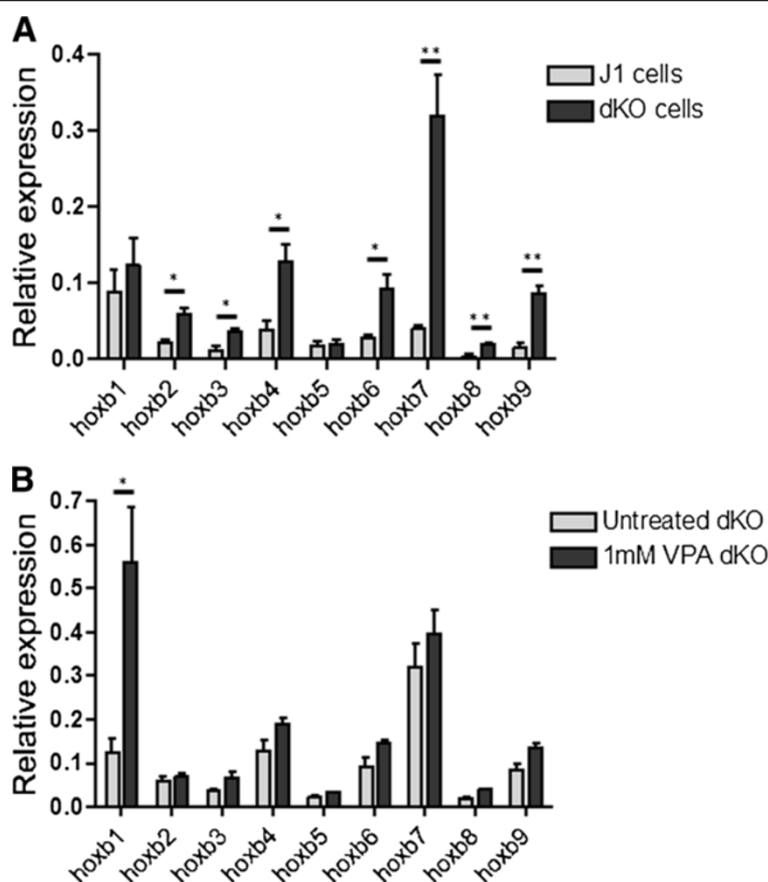 A
Relative expression
0.4
0.3
0.2
0.1
0.0
*
*
*
*
**
**
**
J1 cells
dKO cells
hoxb1
hoxb2
hoxb3
hoxb4
hoxb5
hoxb6
hoxb7
hoxb8
hoxb9
B
Relative expression
0.7
0.6
0.5
0.4
0.3
0.2
0.1
0.0
*
Untreated dKO
1mM VPA dKO
hoxb1
hoxb2
hoxb3
hoxb4
hoxb5
hoxb6
hoxb7
hoxb8
hoxb9